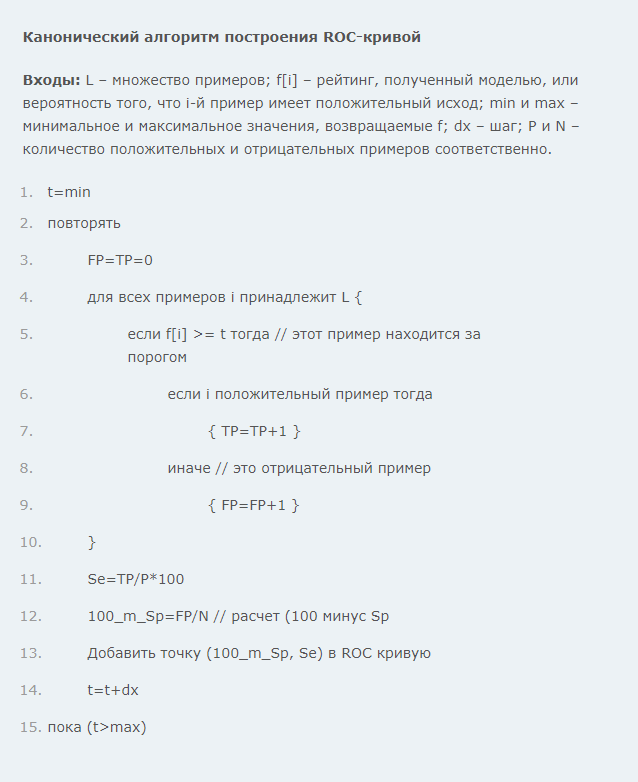 Канонический алгоритм построения ROC-кривой
Входы: L – множество примеров; f[i] – рейтинг, полученный моделью, или
вероятность того, что i-й пример имеет положительный исход; min и max –
минимальное и максимальное значения, возвращаемые f; dx – шаг; P и N –
количество положительных и отрицательных примеров соответственно.
1. t=min
2. повторять
3. FP=TP=0
4. для всех примеров i принадлежит L {
5. если f[i] >= t тогда // этот пример находится за
порогом
6. если i положительный пример тогда
7. { TP=TP+1 }
8. иначе // это отрицательный пример
9. { FP=FP+1 }
10. }
11. Se=TP/P*100
12. 100_m_Sp=FP/N // расчет (100 минус Sp
13. Добавить точку (100_m_Sp, Se) в ROC кривую
14. t=t+dx
15. пока (t>max)